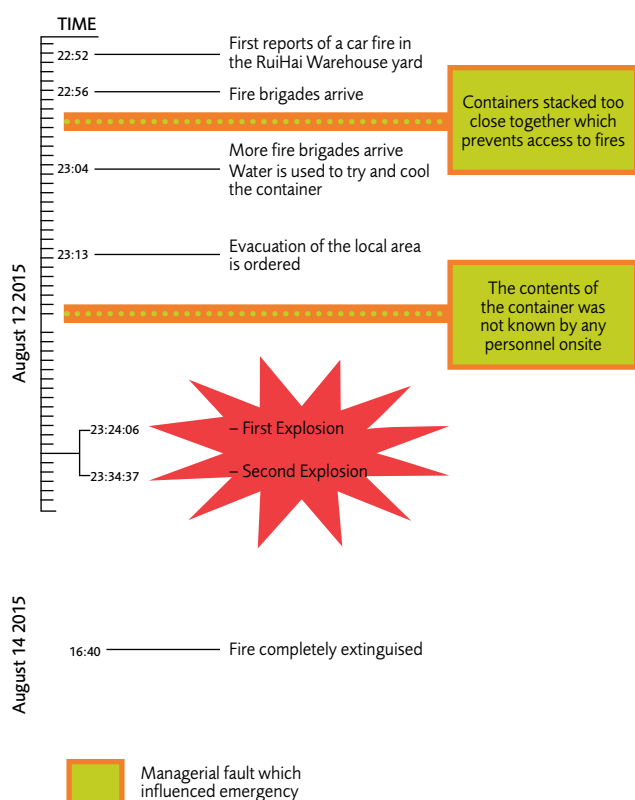 TIME
22:52
First reports of a car fire in
the RuiHai Warehouse yard
22:56
Fire brigades arrive
Containers stacked too
close together which
prevents access to fires
More fire brigades arrive
23:04
Water is used to try and cool
the container
23:13
Evacuation of the local area
is ordered
August 12 2015
The contents of
the container was
not known by any
personnel onsite
23:24:06
– First Explosion
23:34:37
– Second Explosion
August 14 2015
16:40
Fire completely extinguised
Managerial fault which
influenced emergency